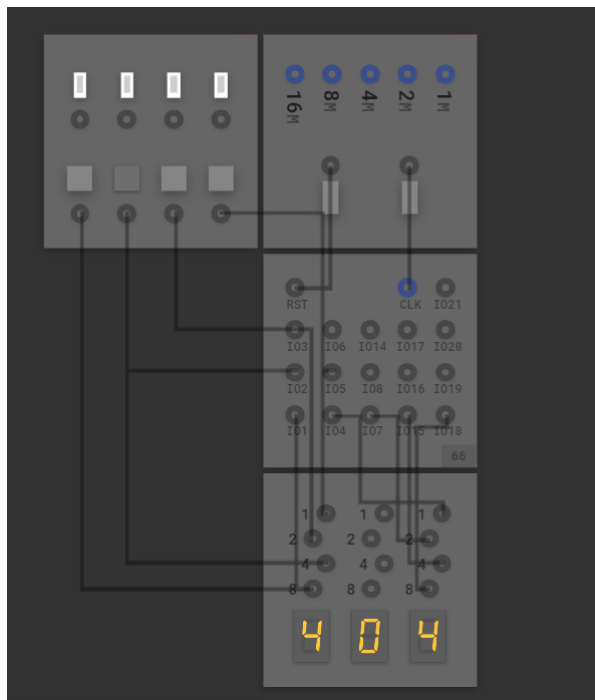 16M 8M 4M 2M 1M
RST CLK IO21
IO3 IO6 IO14 IO17 IO20
IO2 IO5 IO8 IO16 IO19
IO1 IO4 IO7 IO15 IO18
66
1 1 1
2 2 2
4 4 4
8 8 8
4 0 4